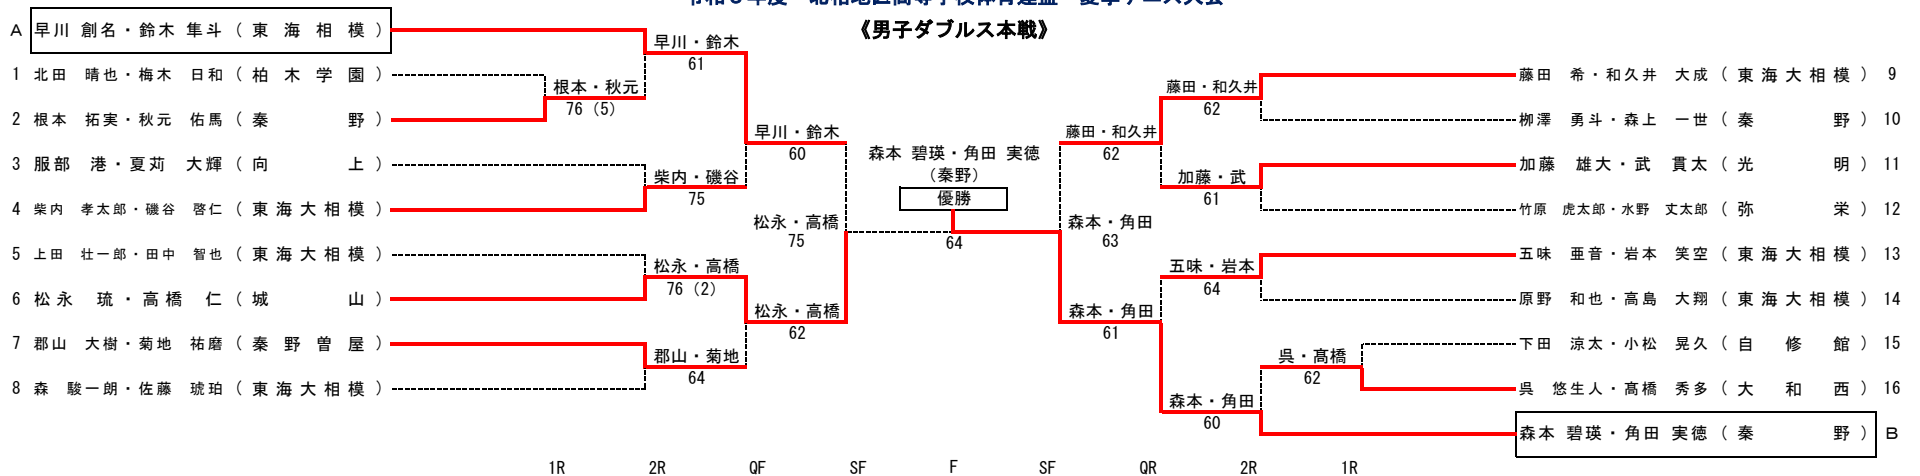 《男子ダブルス本戦》
A 早川 創名・鈴木 隼斗 ( 東 海 相 模 )
1 北田 晴也・梅木 日和 ( 柏 木 学 園 )
2 根本 拓実・秋元 佑馬 ( 秦 野 )
3 服部 港・夏苅 大輝 ( 向 上 )
4 柴内 孝太郎・磯谷 啓仁 ( 東 海 大 相 模 )
5 上田 壮一郎・田中 智也 ( 東 海 大 相 模 )
6 松永 琉・高橋 仁 ( 城 山 )
7 郡山 大樹・菊地 祐磨 ( 秦 野 曽 屋 )
8 森 駿一朗・佐藤 琥珀 ( 東 海 大 相 模 )
根本・秋元
76 (5)
早川・鈴木
61
柴内・磯谷
75
松永・高橋
76 (2)
郡山・菊地
64
早川・鈴木
60
松永・高橋
62
松永・高橋
75
森本 碧瑛・角田 実徳
(秦野)
優勝
64
森本・角田
63
藤田・和久井
62
森本・角田
61
藤田・和久井
62
加藤・武
61
五味・岩本
64
森本・角田
60
呉・髙橋
62
藤田 希・和久井 大成 ( 東 海 大 相 模 ) 9
栁澤 勇斗・森上 一世 ( 秦 野 ) 10
加藤 雄大・武 貫太 ( 光 明 ) 11
竹原 虎太郎・水野 丈太郎 ( 弥 栄 ) 12
五味 亜音・岩本 笑空 ( 東 海 大 相 模 ) 13
原野 和也・高島 大翔 ( 東 海 大 相 模 ) 14
下田 涼太・小松 晃久 ( 自 修 館 ) 15
呉 悠生人・髙橋 秀多 ( 大 和 西 ) 16
森本 碧瑛・角田 実徳 ( 秦 野 ) B
1R 2R QF SF F SF QR 2R 1R